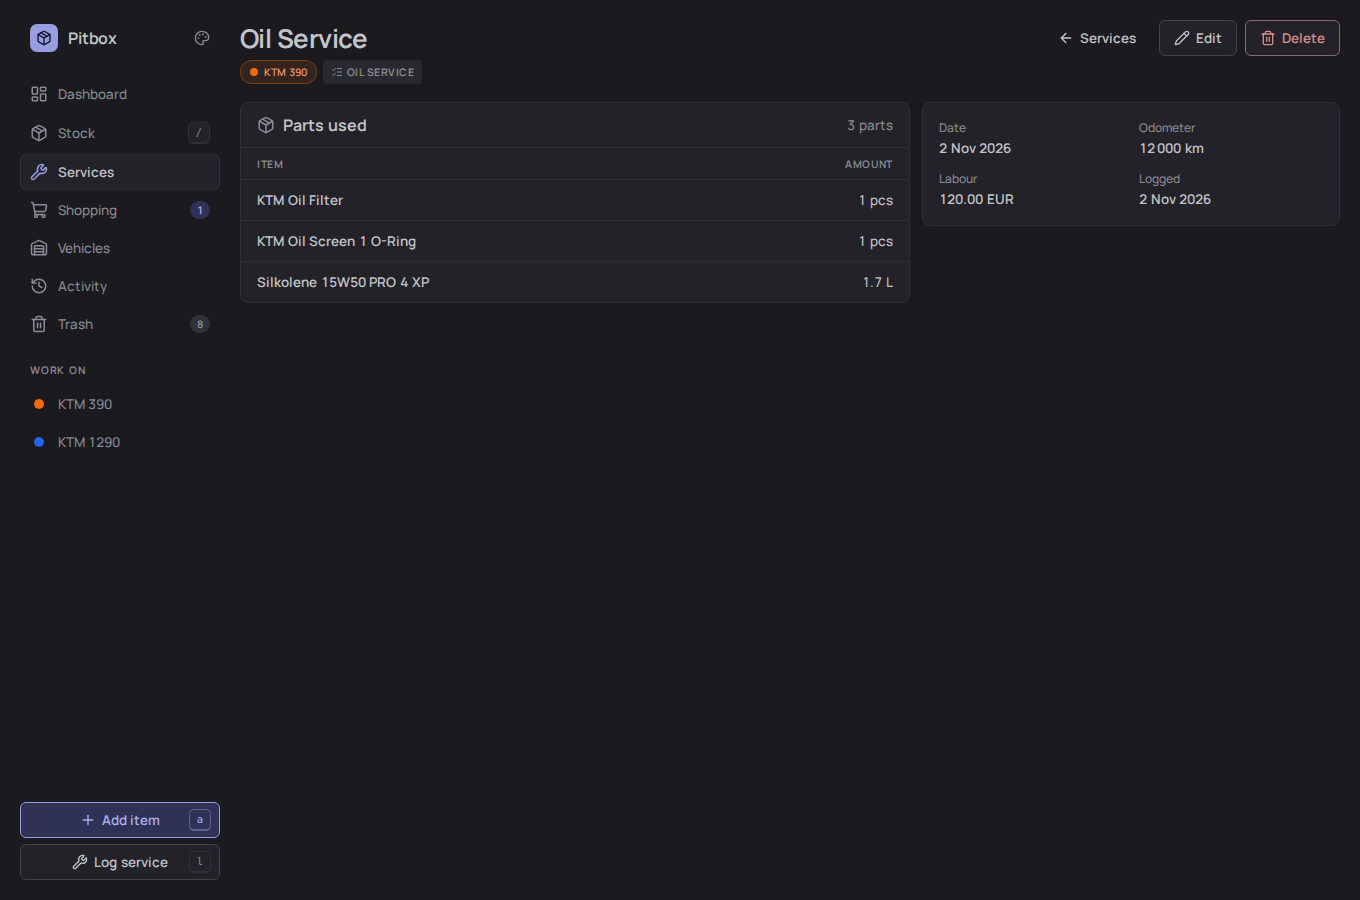 Pitbox
Dashboard
Stock /
Services
Shopping 1
Vehicles
Activity
Trash 8
WORK ON
KTM 390
KTM 1290
Add item a
Log service l
Oil Service
KTM 390 OIL SERVICE
Services Edit Delete
Parts used 3 parts
ITEM AMOUNT
KTM Oil Filter 1 pcs
KTM Oil Screen 1 O-Ring 1 pcs
Silkolene 15W50 PRO 4 XP 1.7 L
Date Odometer
2 Nov 2026 12 000 km
Labour Logged
120.00 EUR 2 Nov 2026